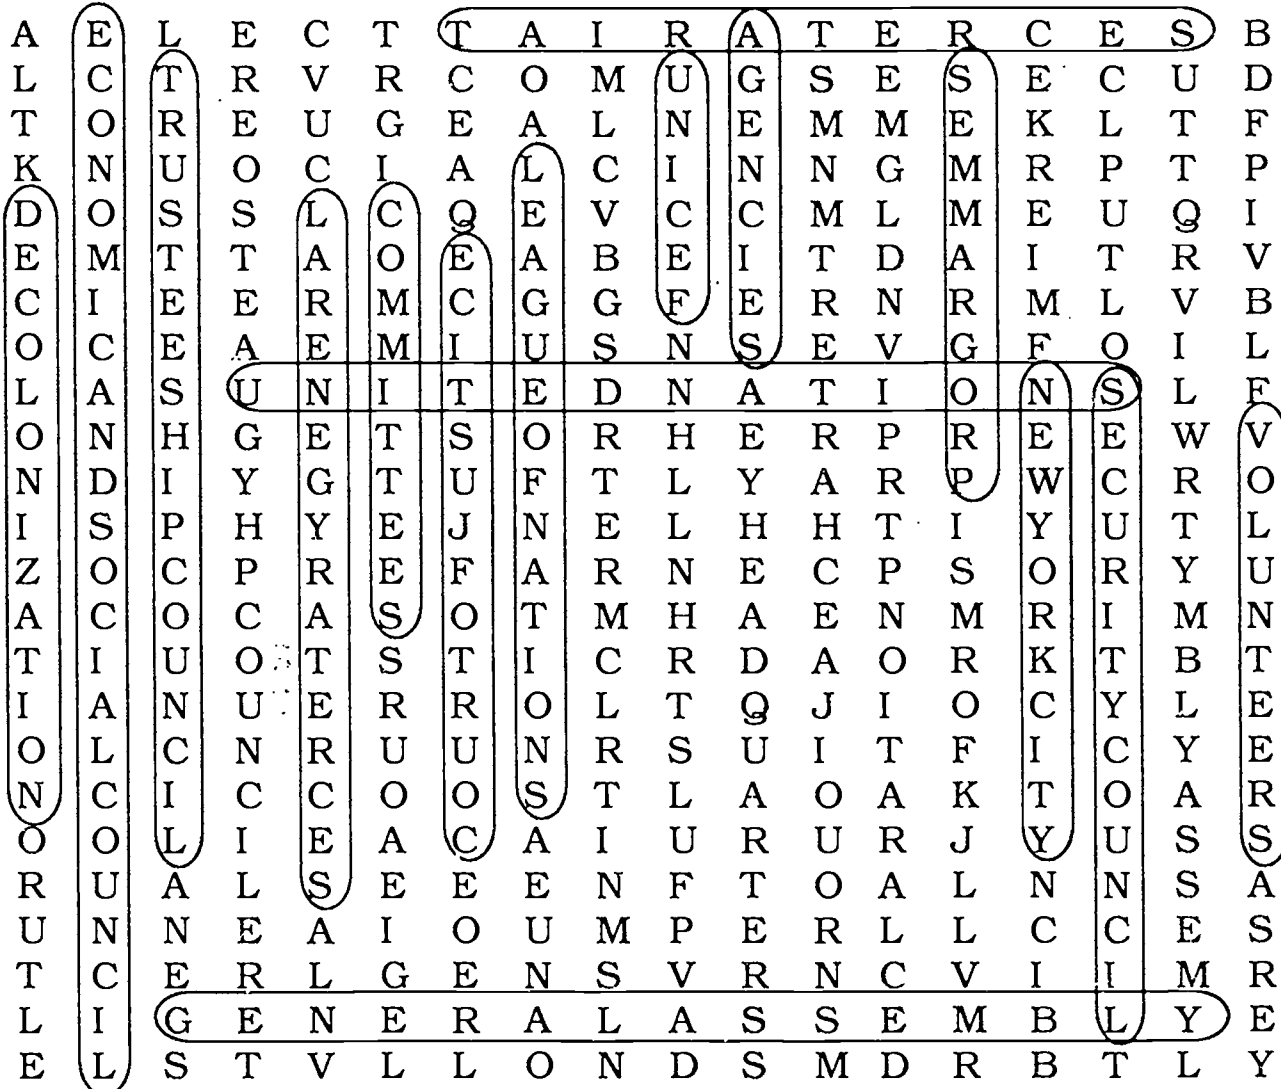 A E L E C T T A I R A T E R C E S B
L C T R V R C O M U G S E S E C U D
T O R E U G E A L N E M M E K L T F
K N U O C I A L C I N N G M R P T P
D O S S L C Q E V C C M L M E U Q I
E M T T A O E A B E I T D A I T R V
C I E E R M C G G F E R N R M L V B
O C E A E M I U S N S E V G F O I L
L A S U N I T E D N A T I O N S L F
O N H G E T S O R H E R P R E E W V
N D I Y G T U F T L Y A R P W C R O
I S P H Y E J N E L H H T I Y U T L
Z O C P R E F A R N E C P S O R Y U
A C O C A S O T M H A E N M R I M N
T I U O T S T I C R D A O R K T B T
I A N U E R R O L T Q J I O C Y L E
O L C N R U U N R S U I T F I C Y E
N C I C C O O S T L A O A K T O A R
O O L I E A C A I U R U R J Y U S S
R U A L S E E E N F T O A L N N S A
U N N E A I O U M P E R L L C C E S
T C E R L G E N S V R N C V I I M R
L I G E N E R A L A S S E M B L Y E
E L S T V L L O N D S M D R B T L Y